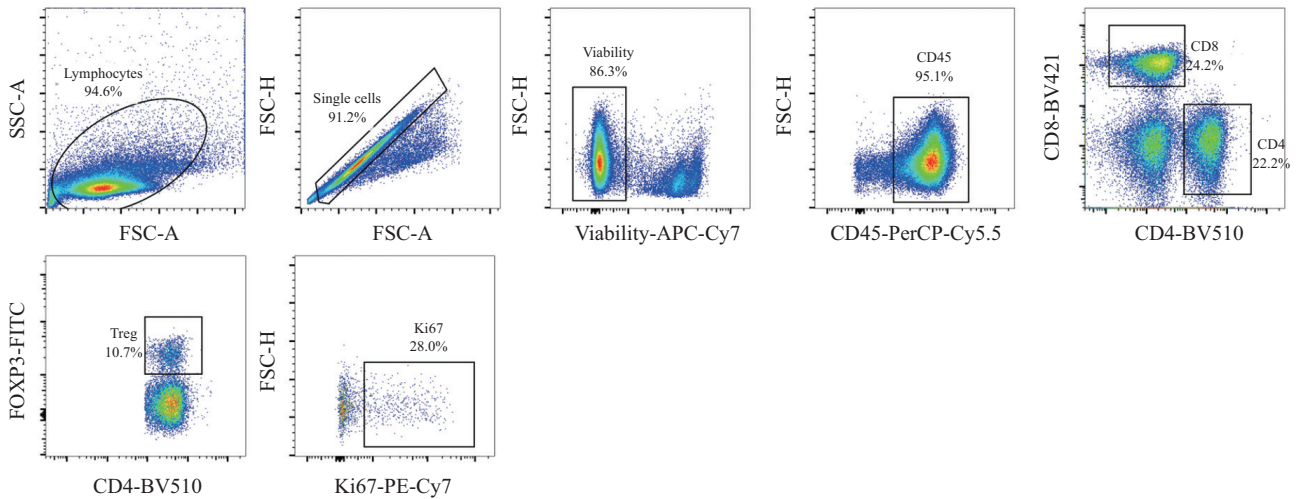 SSC-A
Lymphocytes
94.6%
FSC-A
FSC-H
Single cells
91.2%
FSC-A
FSC-H
Viability
86.3%
Viability-APC-Cy7
FSC-H
CD45
95.1%
CD45-PerCP-Cy5.5
CD8-BV421
CD8
24.2%
CD4
22.2%
CD4-BV510
FOXP3-FITC
Treg
10.7%
CD4-BV510
FSC-H
Ki67
28.0%
Ki67-PE-Cy7